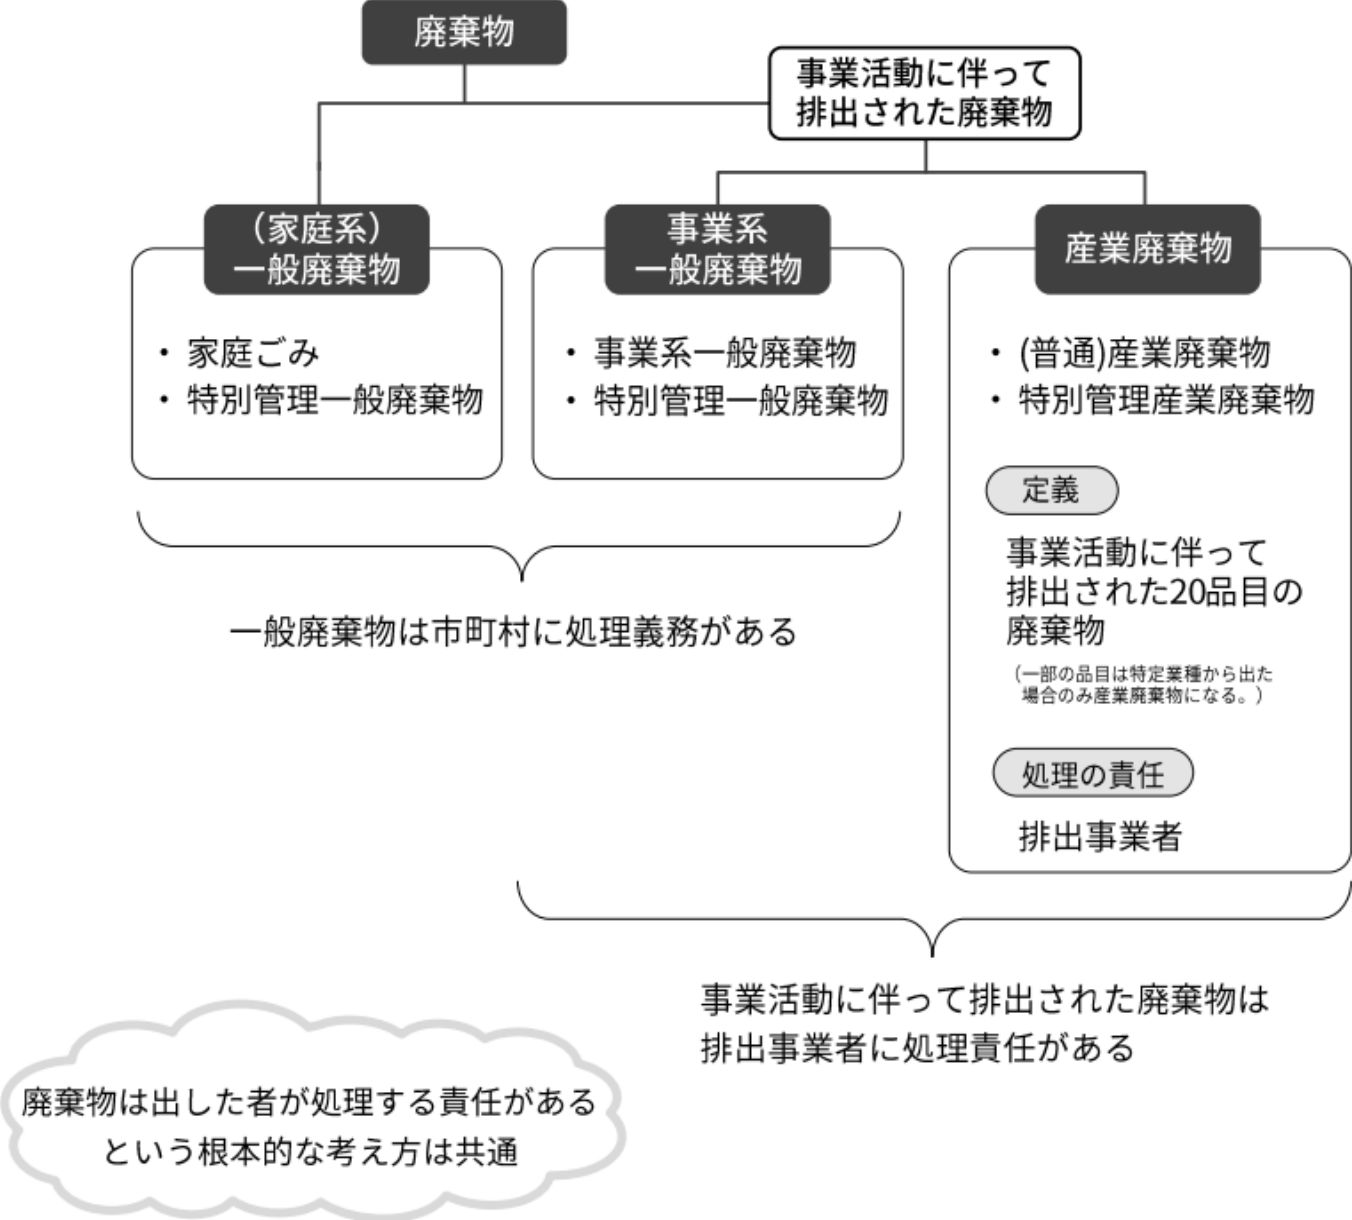 廃棄物
事業活動に伴って
排出された廃棄物
（家庭系）
一般廃棄物
・ 家庭ごみ
・ 特別管理一般廃棄物
事業系
一般廃棄物
・ 事業系一般廃棄物
・ 特別管理一般廃棄物
産業廃棄物
・ (普通)産業廃棄物
・ 特別管理産業廃棄物
定義
事業活動に伴って
排出された20品目の
廃棄物
（一部の品目は特定業種から出た
場合のみ産業廃棄物になる。）
処理の責任
排出事業者
一般廃棄物は市町村に処理義務がある
事業活動に伴って排出された廃棄物は
排出事業者に処理責任がある
廃棄物は出した者が処理する責任がある
という根本的な考え方は共通